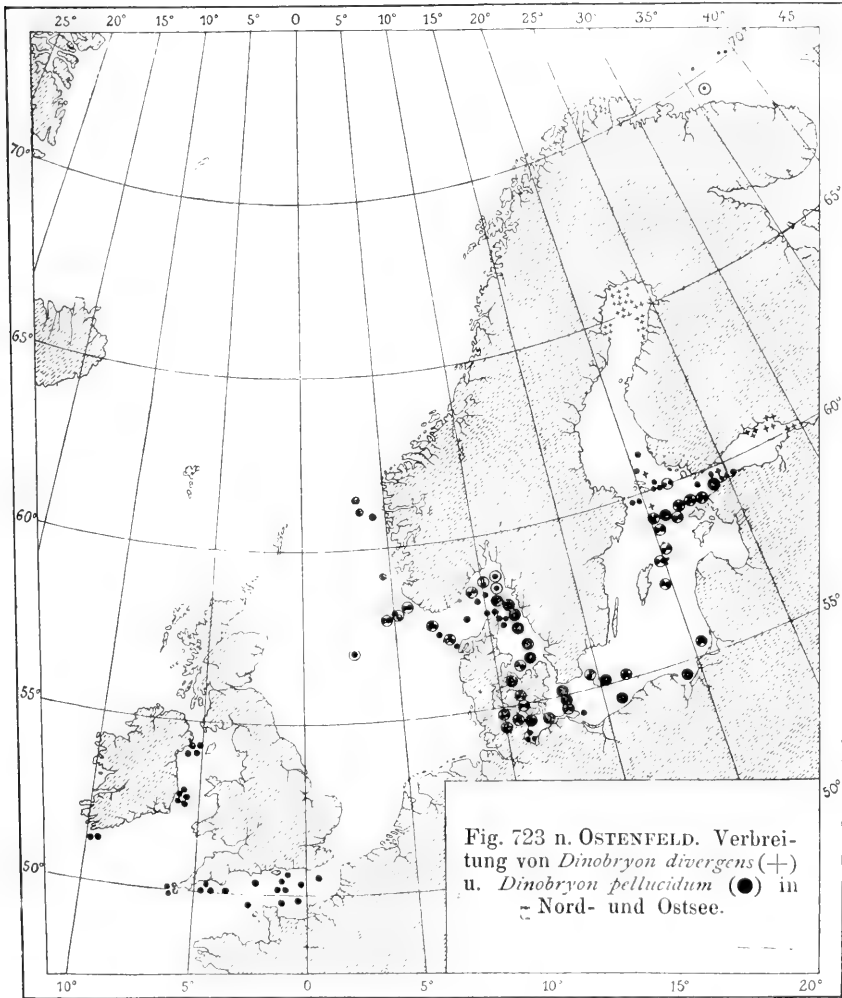 25° 20° 15° 10° 5° 0 5° 10° 15° 20° 25° 30° 35° 40° 45
70°
70°
65°
65°
60°
60°
55°
55°
50°
50°
Fig. 723 n. OSTENFELD. Verbrei-
tung von Dinobryon divergens (+)
u. Dinobryon pellucidum (●) in
Nord- und Ostsee.
10° 5° 0 5° 10° 15° 20°